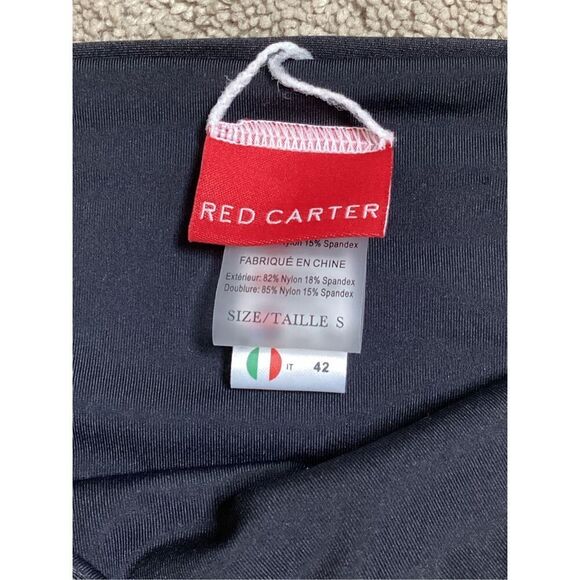 RED CARTER
15% Spandex
FABRIQUÉ EN CHINE
Extérieur: 82% Nylon 18% Spandex
Doublure: 85% Nylon 15% Spandex
SIZE/TAILLE S
IT 42